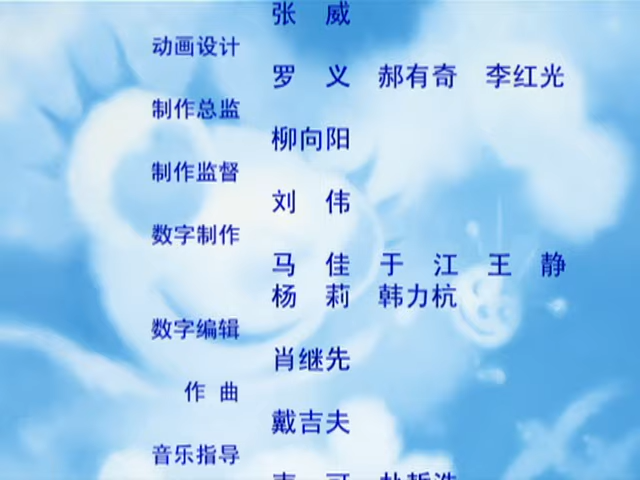 张　威
动画设计
罗　义　郝有奇　李红光
制作总监
柳向阳
制作监督
刘　伟
数字制作
马　佳　于　江　王　静
杨　莉　韩力杭
数字编辑
肖继先
作 曲
戴吉夫
音乐指导